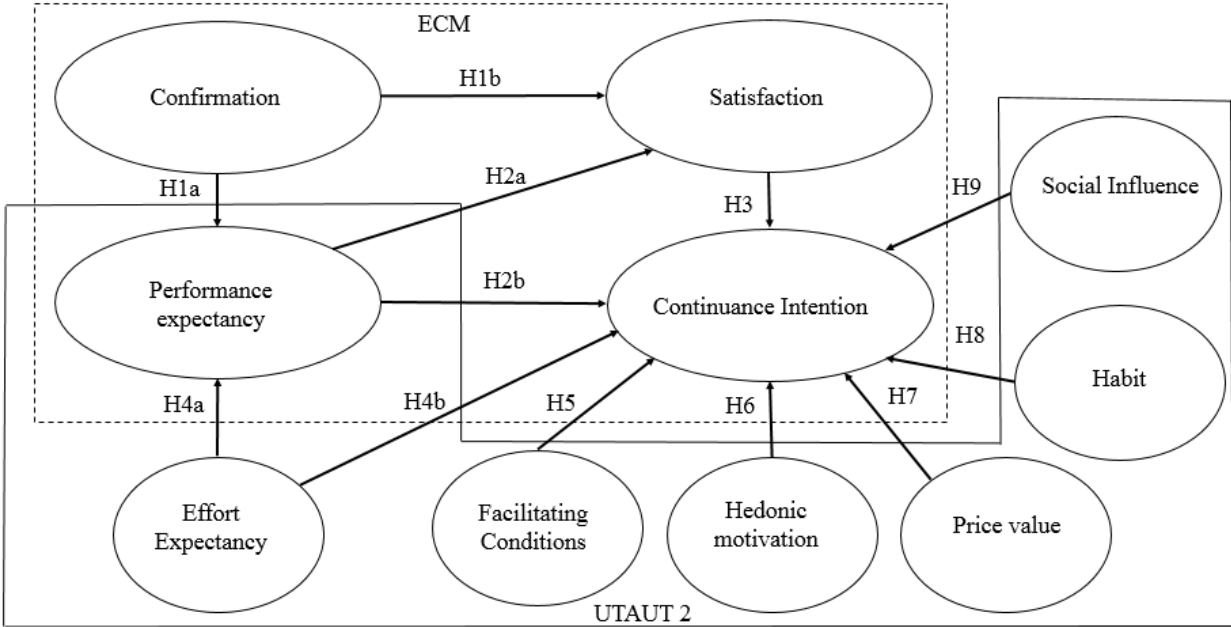 ECM
Confirmation
H1b
Satisfaction
H1a
H2a
H3
H9
Social Influence
Performance
expectancy
H2b
Continuance Intention
H8
Habit
H4a
H4b
H5
H6
H7
Effort
Expectancy
Facilitating
Conditions
Hedonic
motivation
Price value
UTAUT 2